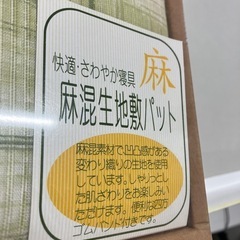 快適・さわやか寝具
麻
麻混生地敷パット
麻混素材で凹凸感がある
変わり織りの生地を使用
しています。しゃりっとし
た肌ざわりをお楽しみい
ただけます。便利な四方
ゴムバンド付きです。